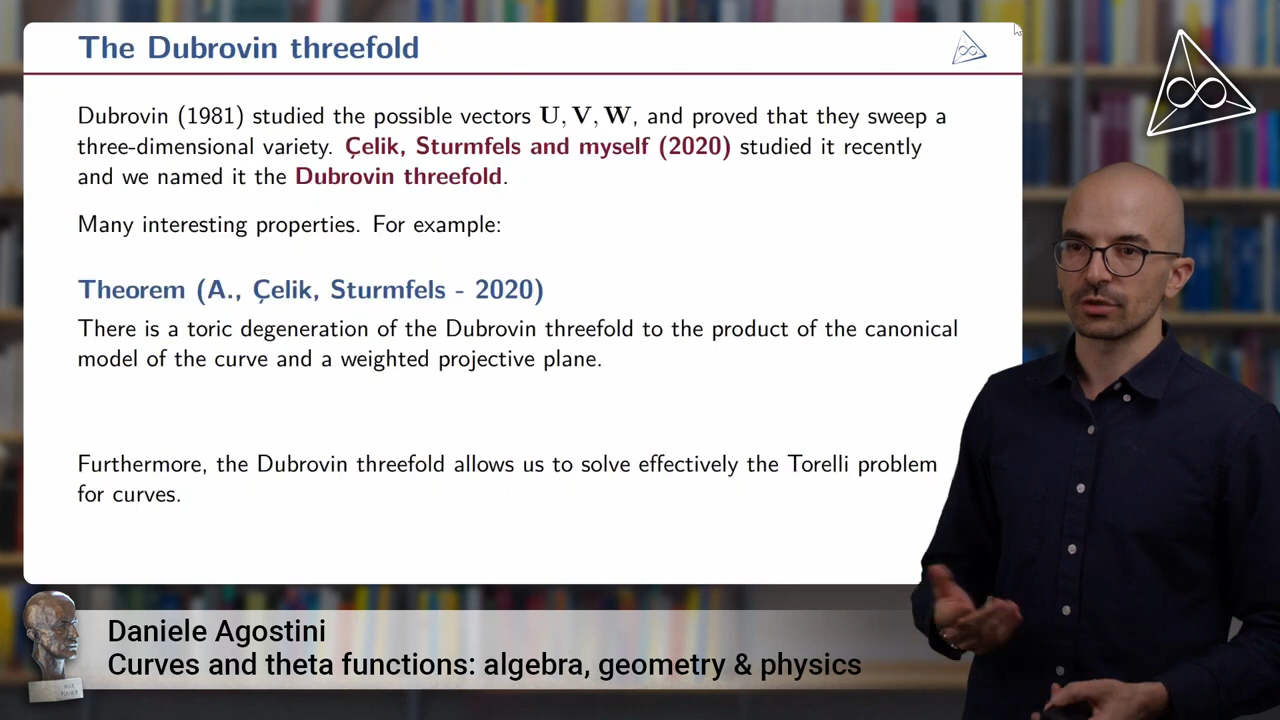 The Dubrovin threefold
Dubrovin (1981) studied the possible vectors U, V, W, and proved that they sweep a
three-dimensional variety. Çelik, Sturmfels and myself (2020) studied it recently
and we named it the Dubrovin threefold.
Many interesting properties. For example:
Theorem (A., Çelik, Sturmfels - 2020)
There is a toric degeneration of the Dubrovin threefold to the product of the canonical
model of the curve and a weighted projective plane.
Furthermore, the Dubrovin threefold allows us to solve effectively the Torelli problem
for curves.
Daniele Agostini
Curves and theta functions: algebra, geometry & physics